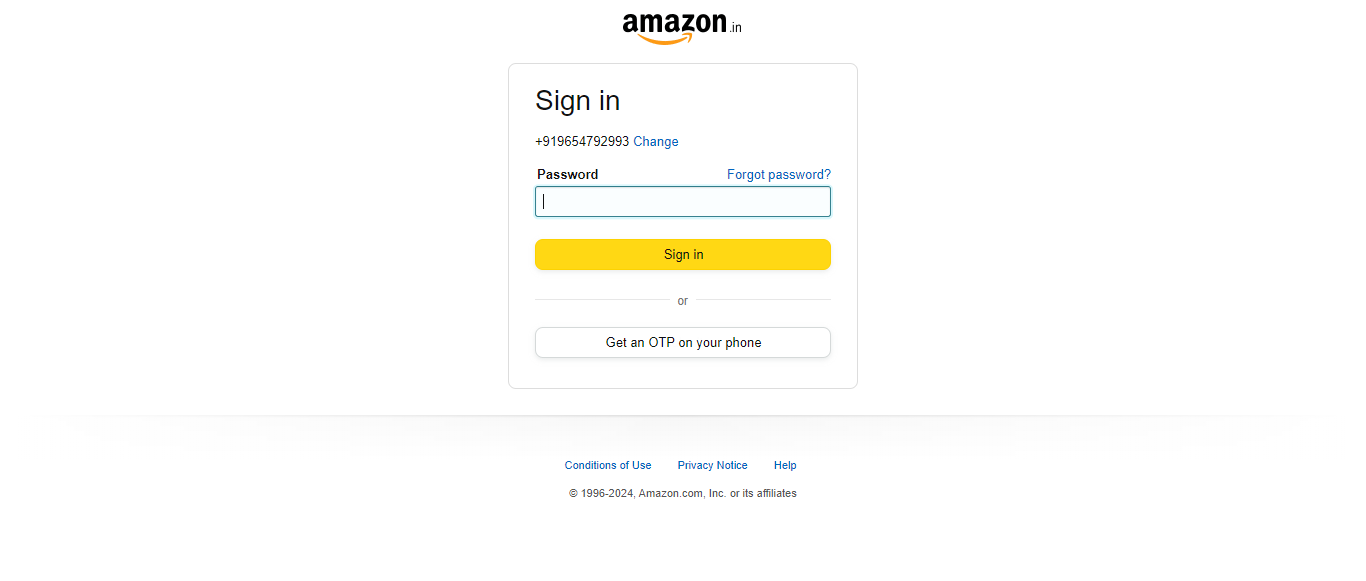 amazon.in
Sign in
+919654792993 Change
Password Forgot password?
Sign in
or
Get an OTP on your phone
Conditions of Use Privacy Notice Help
© 1996-2024, Amazon.com, Inc. or its affiliates